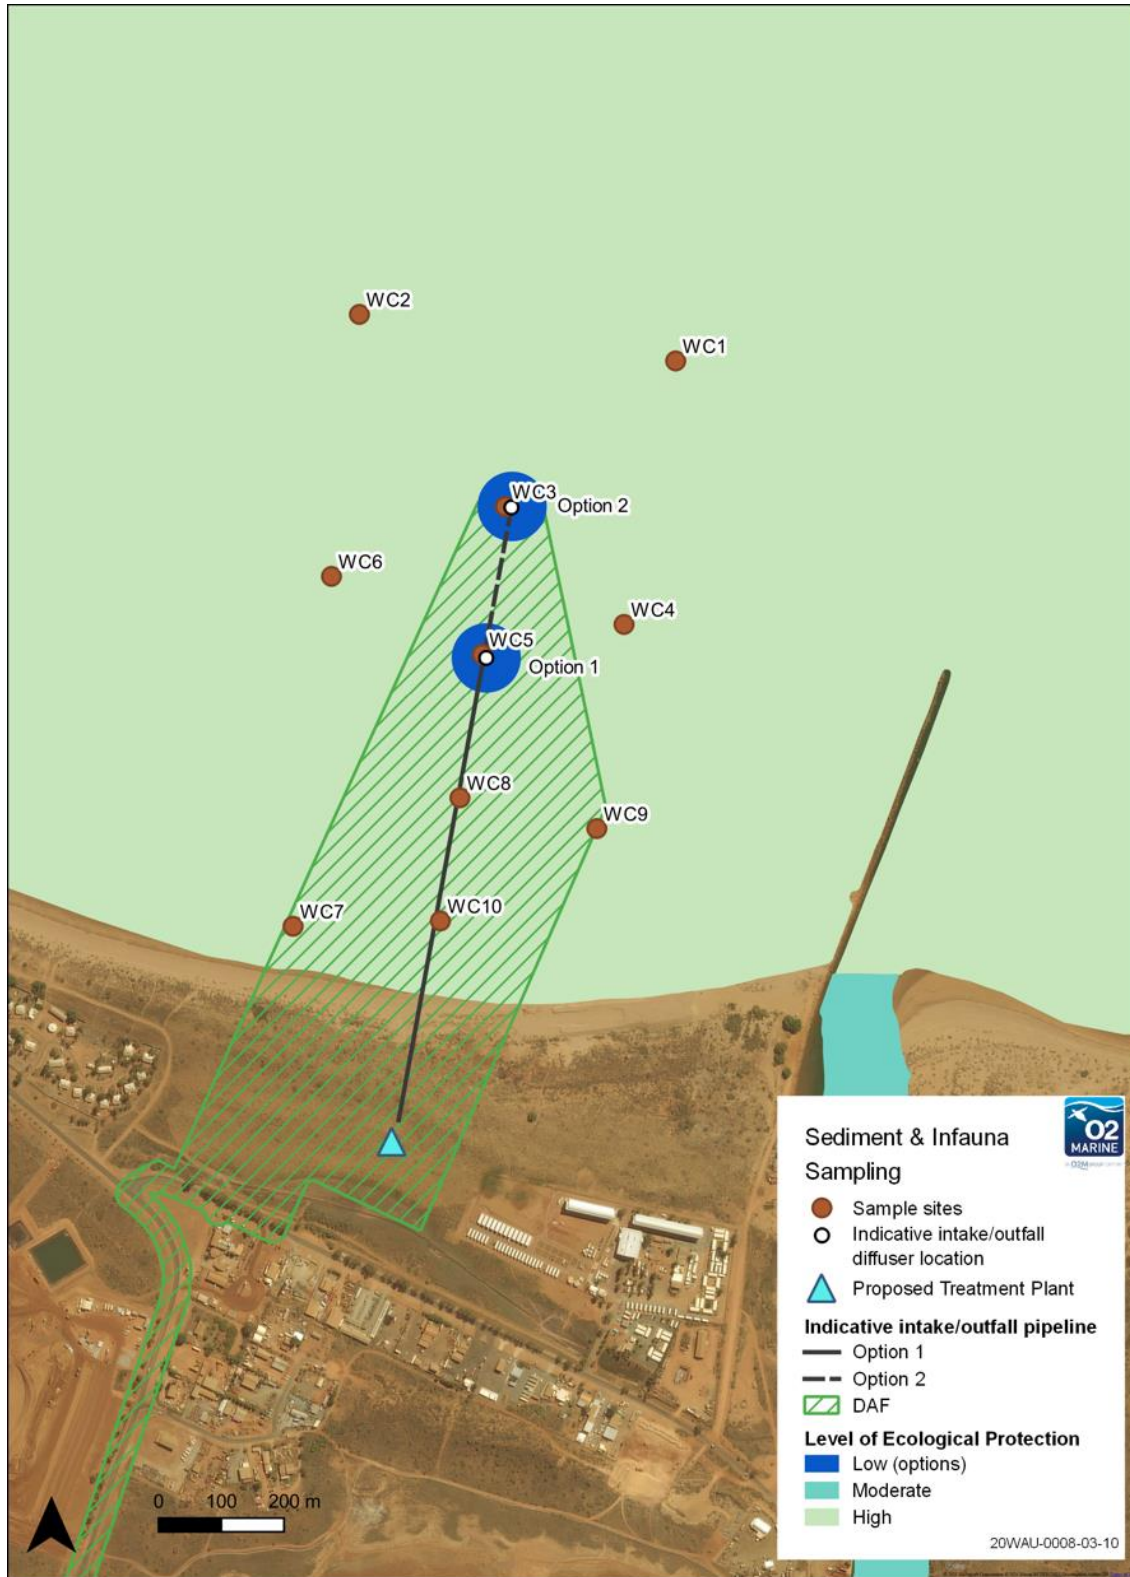 WC2
WC1
WC3
Option 2
WC6
WC4
WC5
Option 1
WC8
WC9
WC7
WC10
Sediment & Infauna
Sampling
O2
MARINE
Sample sites
Indicative intake/outfall
diffuser location
Proposed Treatment Plant
Indicative intake/outfall pipeline
Option 1
Option 2
DAF
Level of Ecological Protection
Low (options)
Moderate
High
0 100 200 m
20WAU-0008-03-10